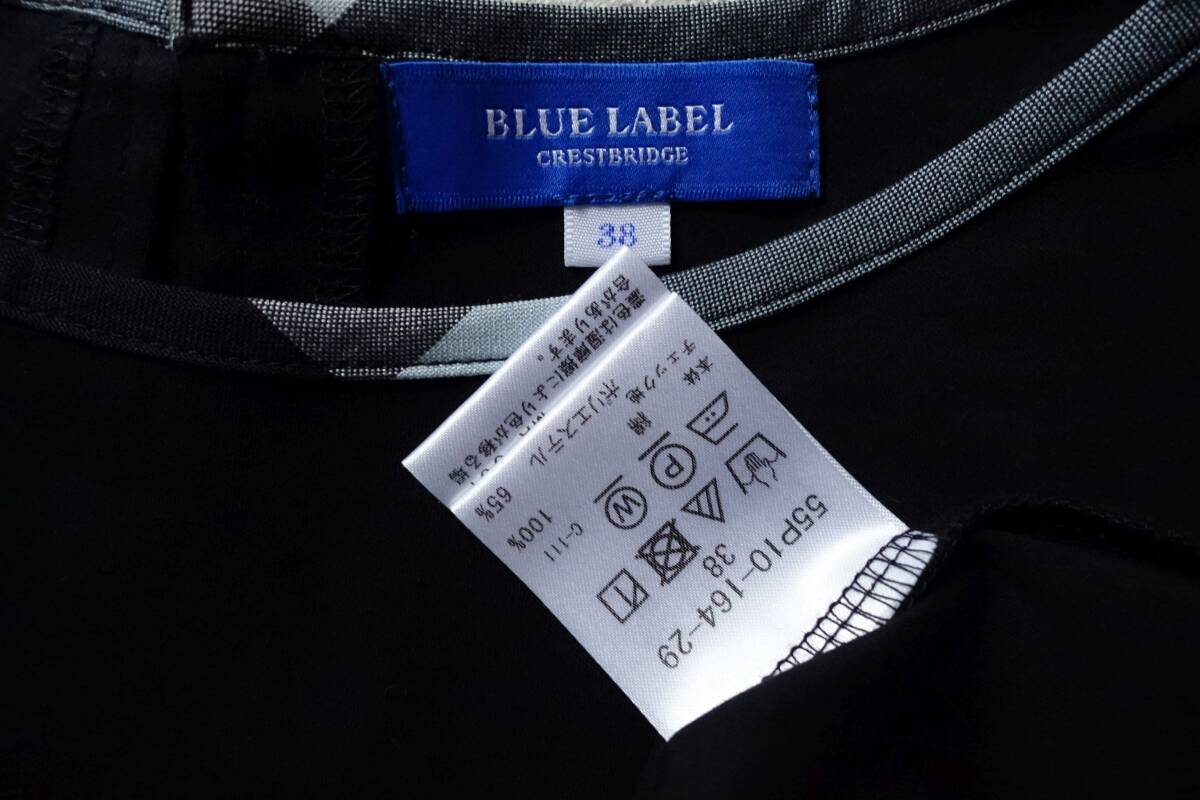 BLUE LABEL
CRESTBRIDGE
38
55P10-164-29
38
P
W
C-111
本体
綿 100%
チェック地
ポリエステル 65%
濃色は湿摩擦により色が移る場
合があります。